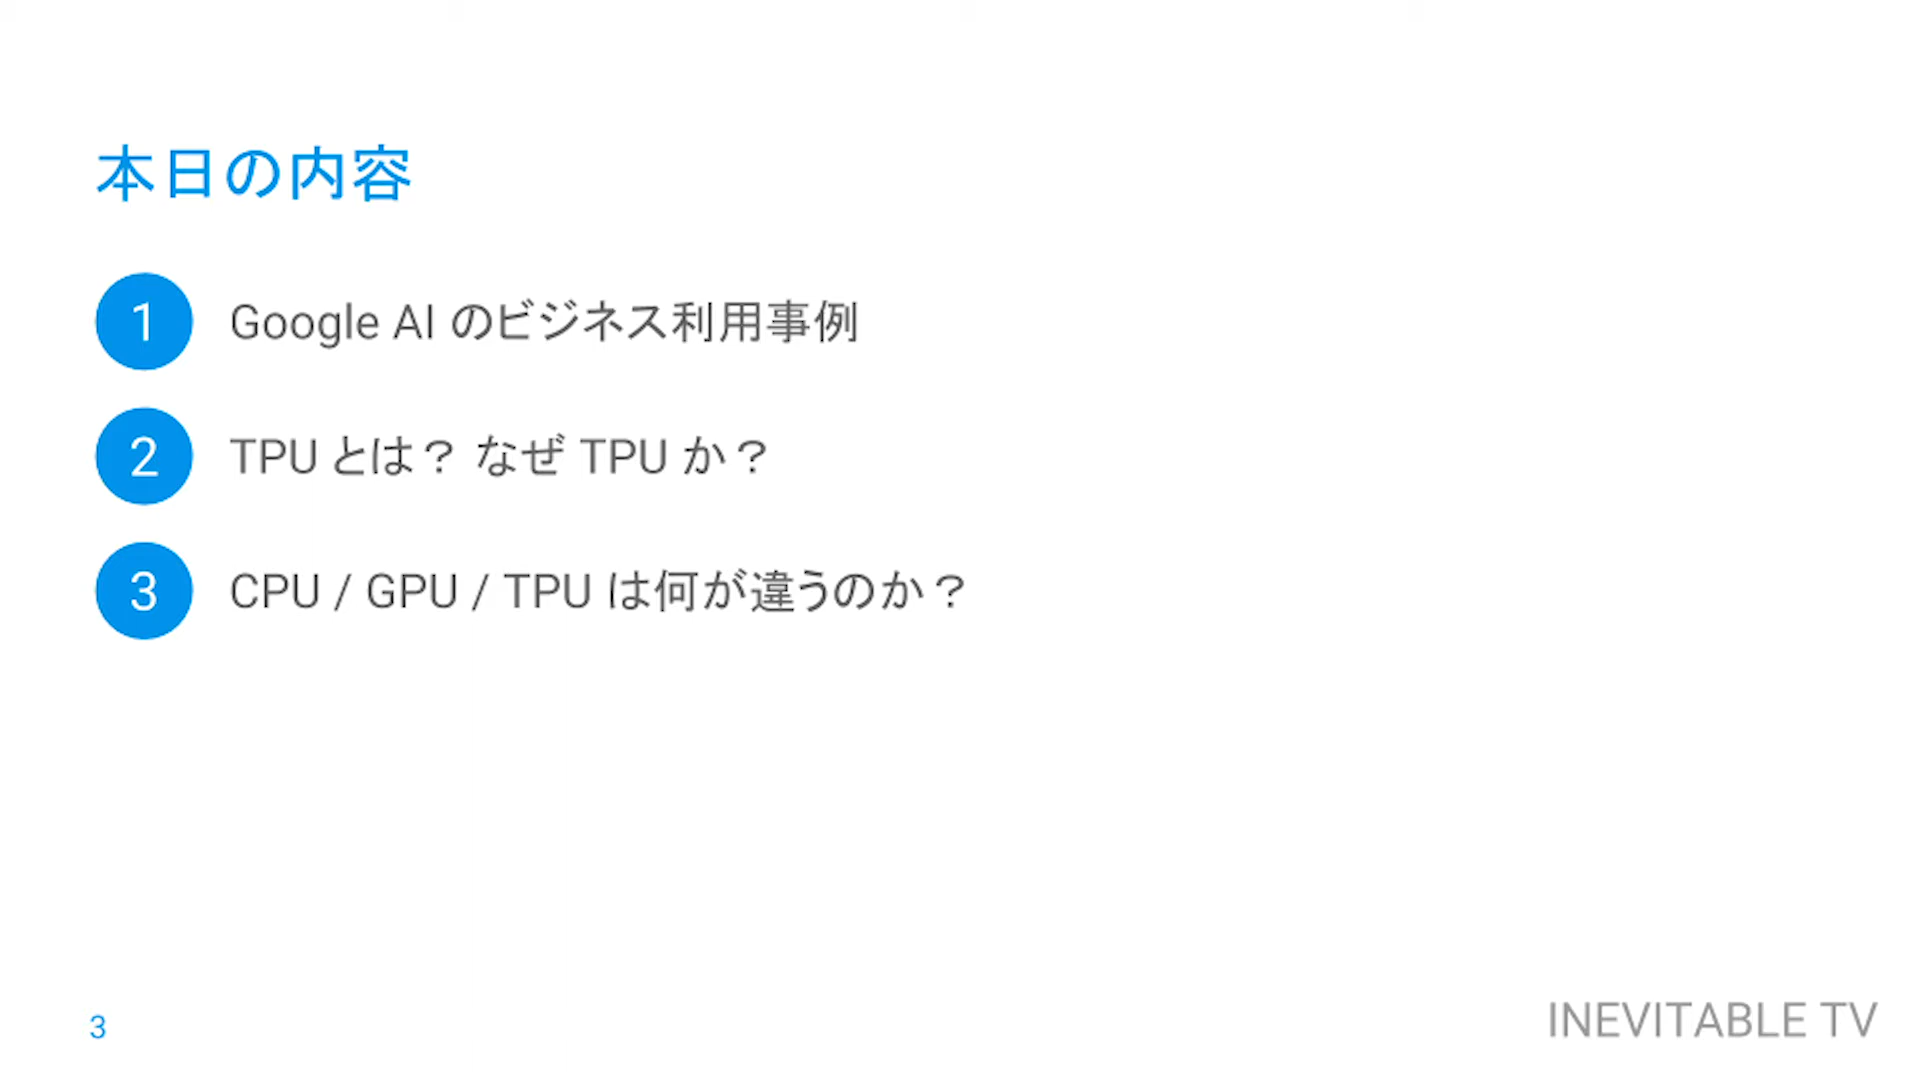 本日の内容
1 Google AI のビジネス利用事例
2 TPU とは？ なぜ TPU か？
3 CPU / GPU / TPU は何が違うのか？
3
INEVITABLE TV